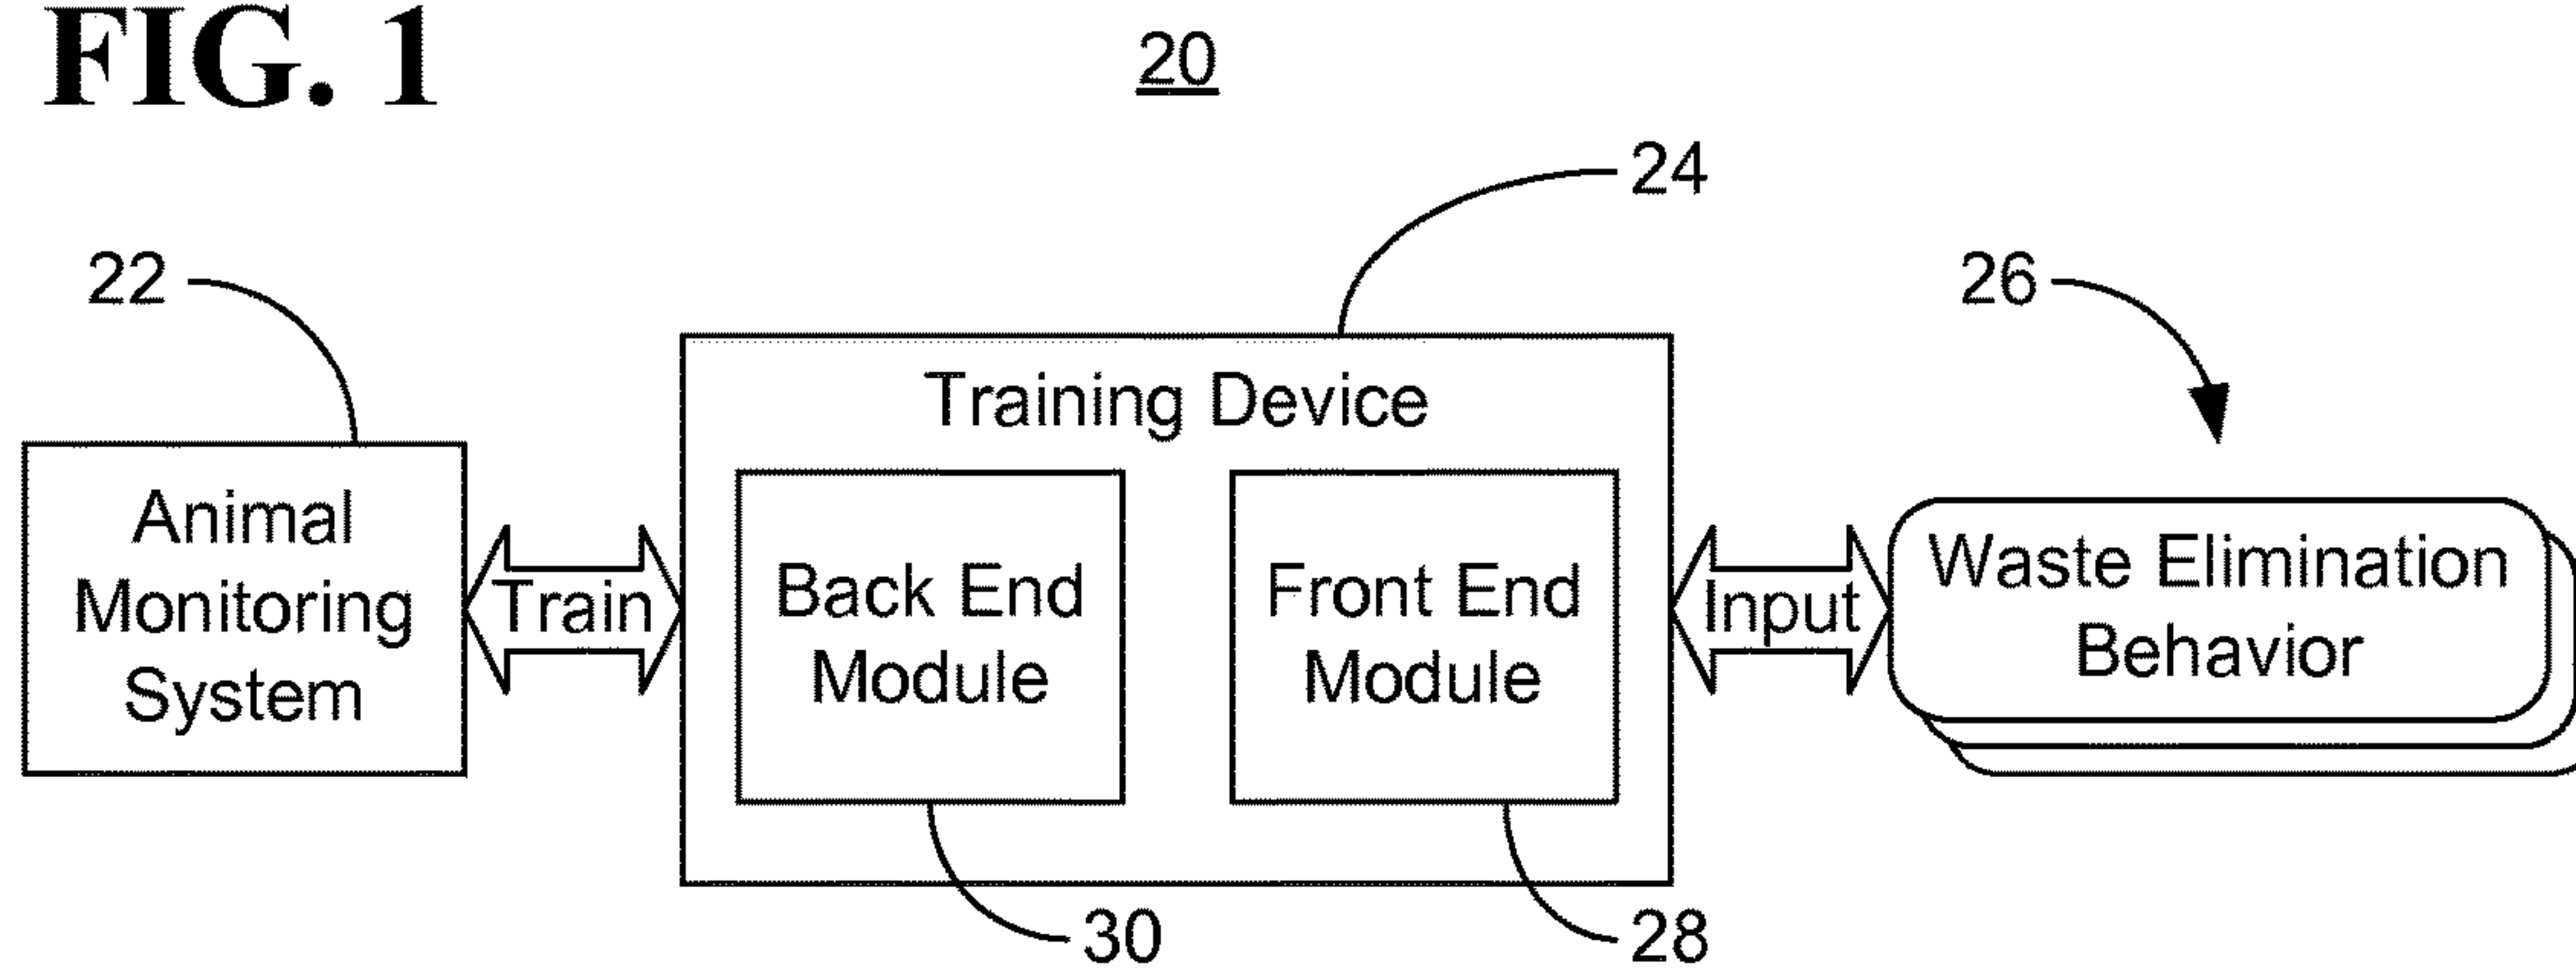 FIG. 1
20
24
22
26
Training Device
Animal
Monitoring
System
Train
Back End
Module
Front End
Module
Input
Waste Elimination
Behavior
30
28